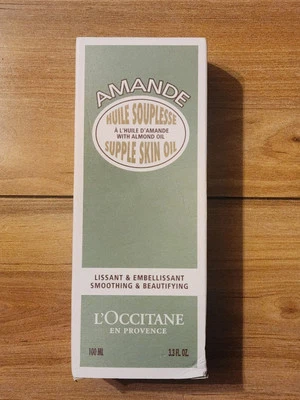 AMANDE
HUILE SOUPLESSE
À L'HUILE D'AMANDE
WITH ALMOND OIL
SUPPLE SKIN OIL
LISSANT & EMBELLISSANT
SMOOTHING & BEAUTIFYING
L'OCCITANE
EN PROVENCE
100 ML 3.3 FL. OZ.